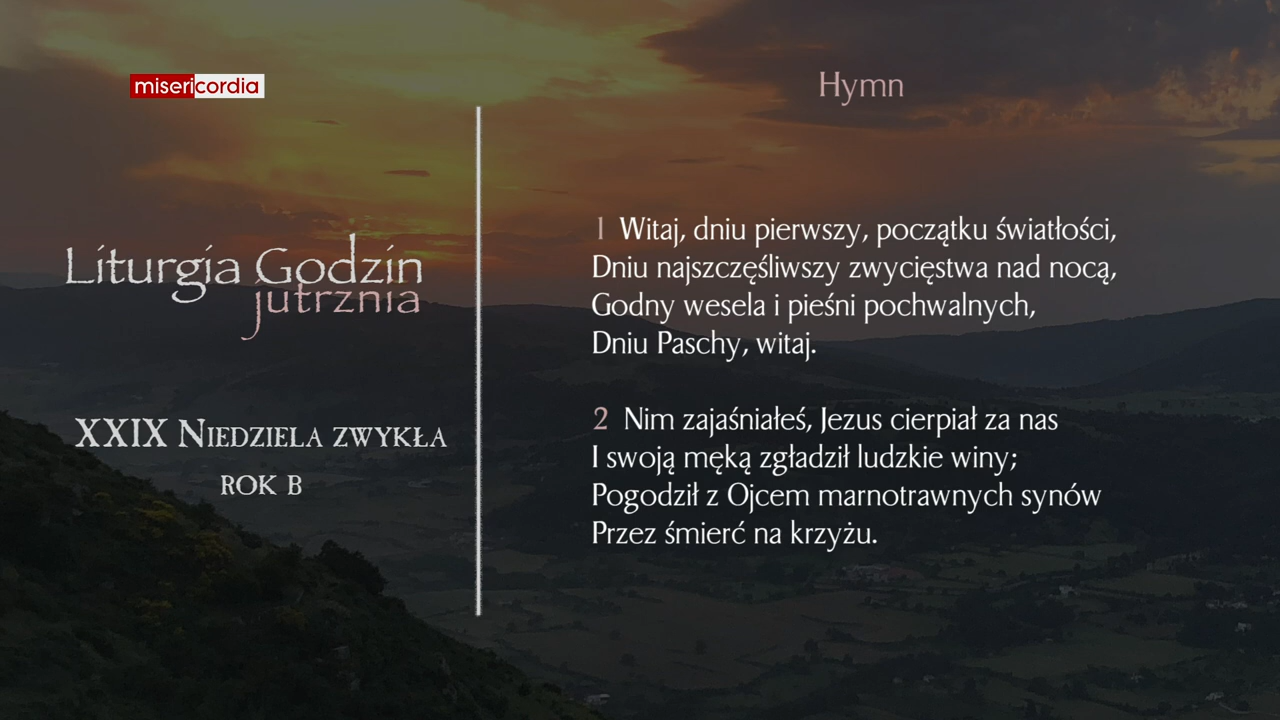 misericordia
Liturgia Godzin
jutrznia
XXIX Niedziela zwykła
rok B
Hymn
1 Witaj, dniu pierwszy, początku światłości,
Dniu najszczęśliwszy zwycięstwa nad nocą,
Godny wesela i pieśni pochwalnych,
Dniu Paschy, witaj.
2 Nim zajaśniałeś, Jezus cierpiał za nas
I swoją męką zgładził ludzkie winy;
Pogodził z Ojcem marnotrawnych synów
Przez śmierć na krzyżu.